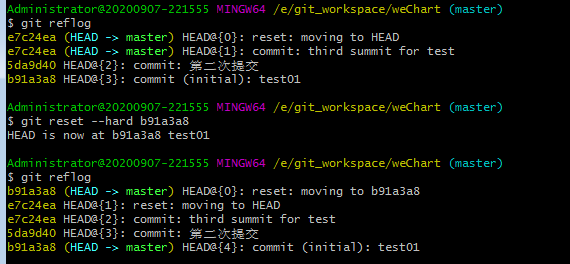 Administrator@20200907-221555 MINGW64 /e/git_workspace/weChart (master)
$ git reflog
e7c24ea (HEAD -> master) HEAD@{0}: reset: moving to HEAD
e7c24ea (HEAD -> master) HEAD@{1}: commit: third summit for test
5da9d40 HEAD@{2}: commit: 第二次提交
b91a3a8 HEAD@{3}: commit (initial): test01
Administrator@20200907-221555 MINGW64 /e/git_workspace/weChart (master)
$ git reset --hard b91a3a8
HEAD is now at b91a3a8 test01
Administrator@20200907-221555 MINGW64 /e/git_workspace/weChart (master)
$ git reflog
b91a3a8 (HEAD -> master) HEAD@{0}: reset: moving to b91a3a8
e7c24ea HEAD@{1}: reset: moving to HEAD
e7c24ea HEAD@{2}: commit: third summit for test
5da9d40 HEAD@{3}: commit: 第二次提交
b91a3a8 (HEAD -> master) HEAD@{4}: commit (initial): test01